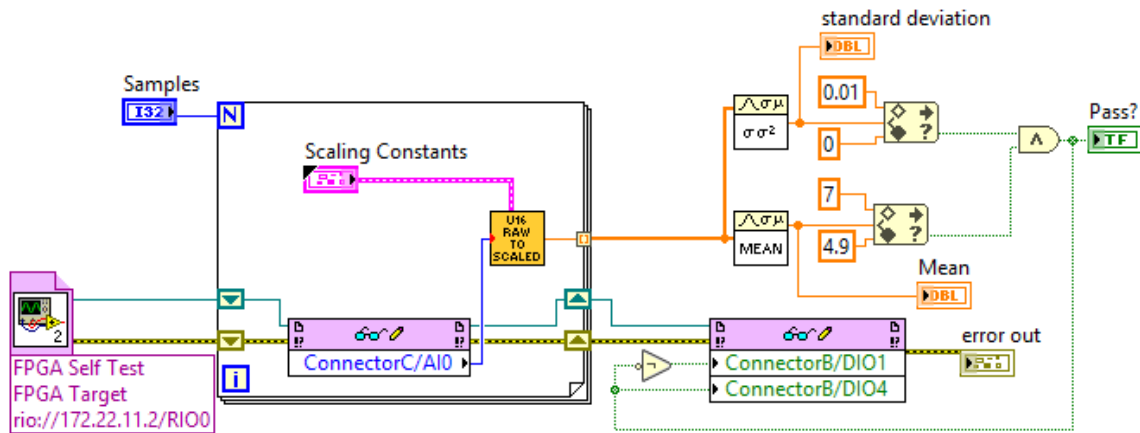 standard deviation
DBL
Samples
I32
N
0.01
σσ²
0
?
Pass?
TF
∧
Scaling Constants
U16
RAW
TO
SCALED
σμ
MEAN
7
4.9
?
Mean
DBL
2
FPGA Self Test
FPGA Target
rio://172.22.11.2/RIO0
ConnectorC/AI0
i
ConnectorB/DIO1
ConnectorB/DIO4
error out